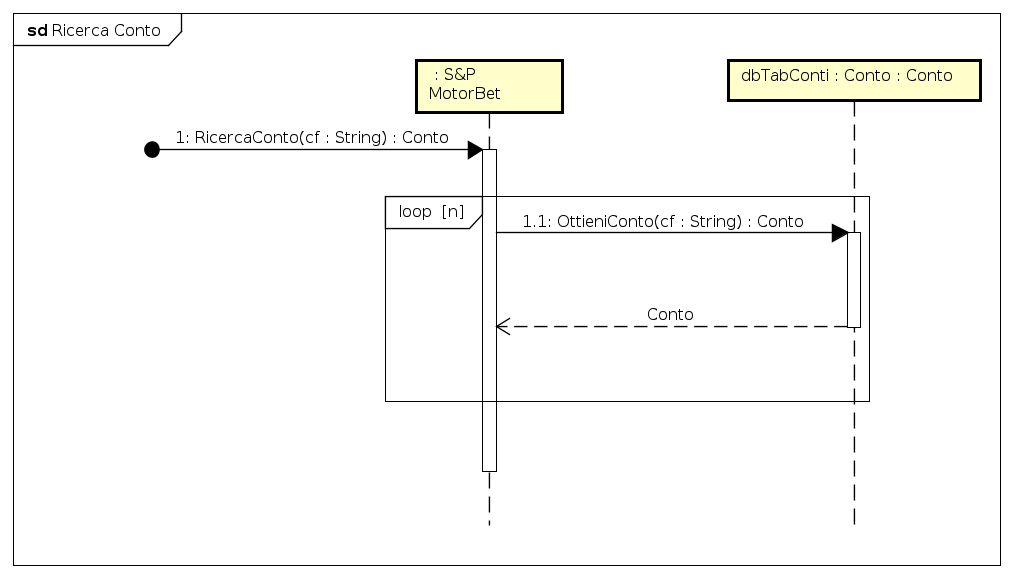 sd Ricerca Conto
: S&P
MotorBet
dbTabConti : Conto : Conto
1: RicercaConto(cf : String) : Conto
loop [n]
1.1: OttieniConto(cf : String) : Conto
Conto